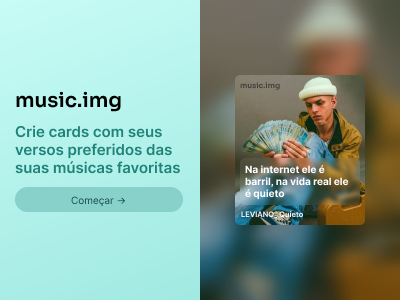 music.img
Crie cards com seus
versos preferidos das
suas músicas favoritas
Começar →
music.img
Na internet ele é
barril, na vida real ele
é quieto
LEVIANO - Quieto